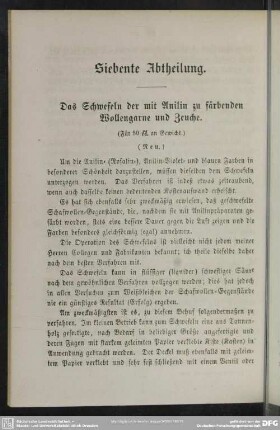 Siebente Abtheilung.
Das Schwefeln der mit Anilin zu färbenden
Wollengarne und Zeuche.
(Für 50 ℔. an Gewicht.)
(Neu.)
Um die Anilin- (Rosalin-), Anilin-Violet- und blauen Farben in
besonderer Schönheit darzustellen, müssen dieselben dem Schwefeln
unterzogen werden. Das Verfahren ist indeß etwas zeitraubend,
wenn auch dasselbe keinen bedeutenden Kostenaufwand erheischt.
Es hat sich ebenfalls sehr zweckmäßig erwiesen, daß geschwefelte
Schafwollen-Gegenstände, die, nachdem sie mit Anilinpräparaten ge-
färbt werden, stets eine bessere Dauer gegen die Luft zeigen und die
Farben besonders gleichförmig (egal) annehmen.
Die Operation des Schwefelns ist vielleicht nicht jedem meiner
Herren Collegen und Fabrikanten bekannt; ich theile dieselbe daher
nach den besten Verfahren mit.
Das Schwefeln kann in flüssiger (liquider) schwefliger Säure
nach den gewöhnlichen Verfahren vollzogen werden; dies hat jedoch
in allen Versuchen zum Weißbleichen der Schafwollen-Gegenstände
nie ein günstiges Resultat (Erfolg) ergeben.
Am zweckmäßigsten ist es, zu diesem Behuf folgendermaßen zu
verfahren. Im kleinen Betrieb kann zum Schwefeln eine aus Tannen-
holz gefertigte, nach Bedarf in beliebiger Größe angefertigte, und
deren Fugen mit starkem geleimten Papier verklebte Kiste (Kasten) in
Anwendung gebracht werden. Der Deckel muß ebenfalls mit geleim-
tem Papier verklebt und sehr fest schließend mit einem Ventil oder